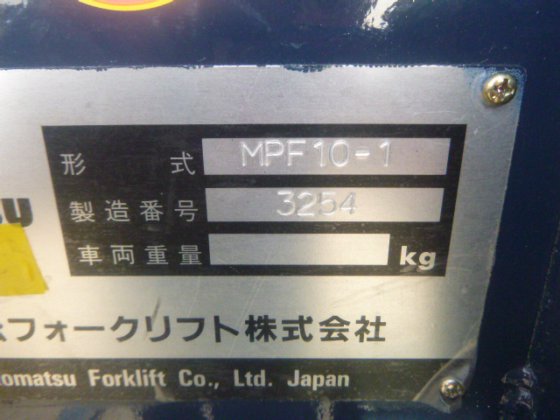 形 式 MPF10-1
製造番号 3254
車両重量 kg
フォークリフト株式会社
omatsu Forklift Co., Ltd. Japan